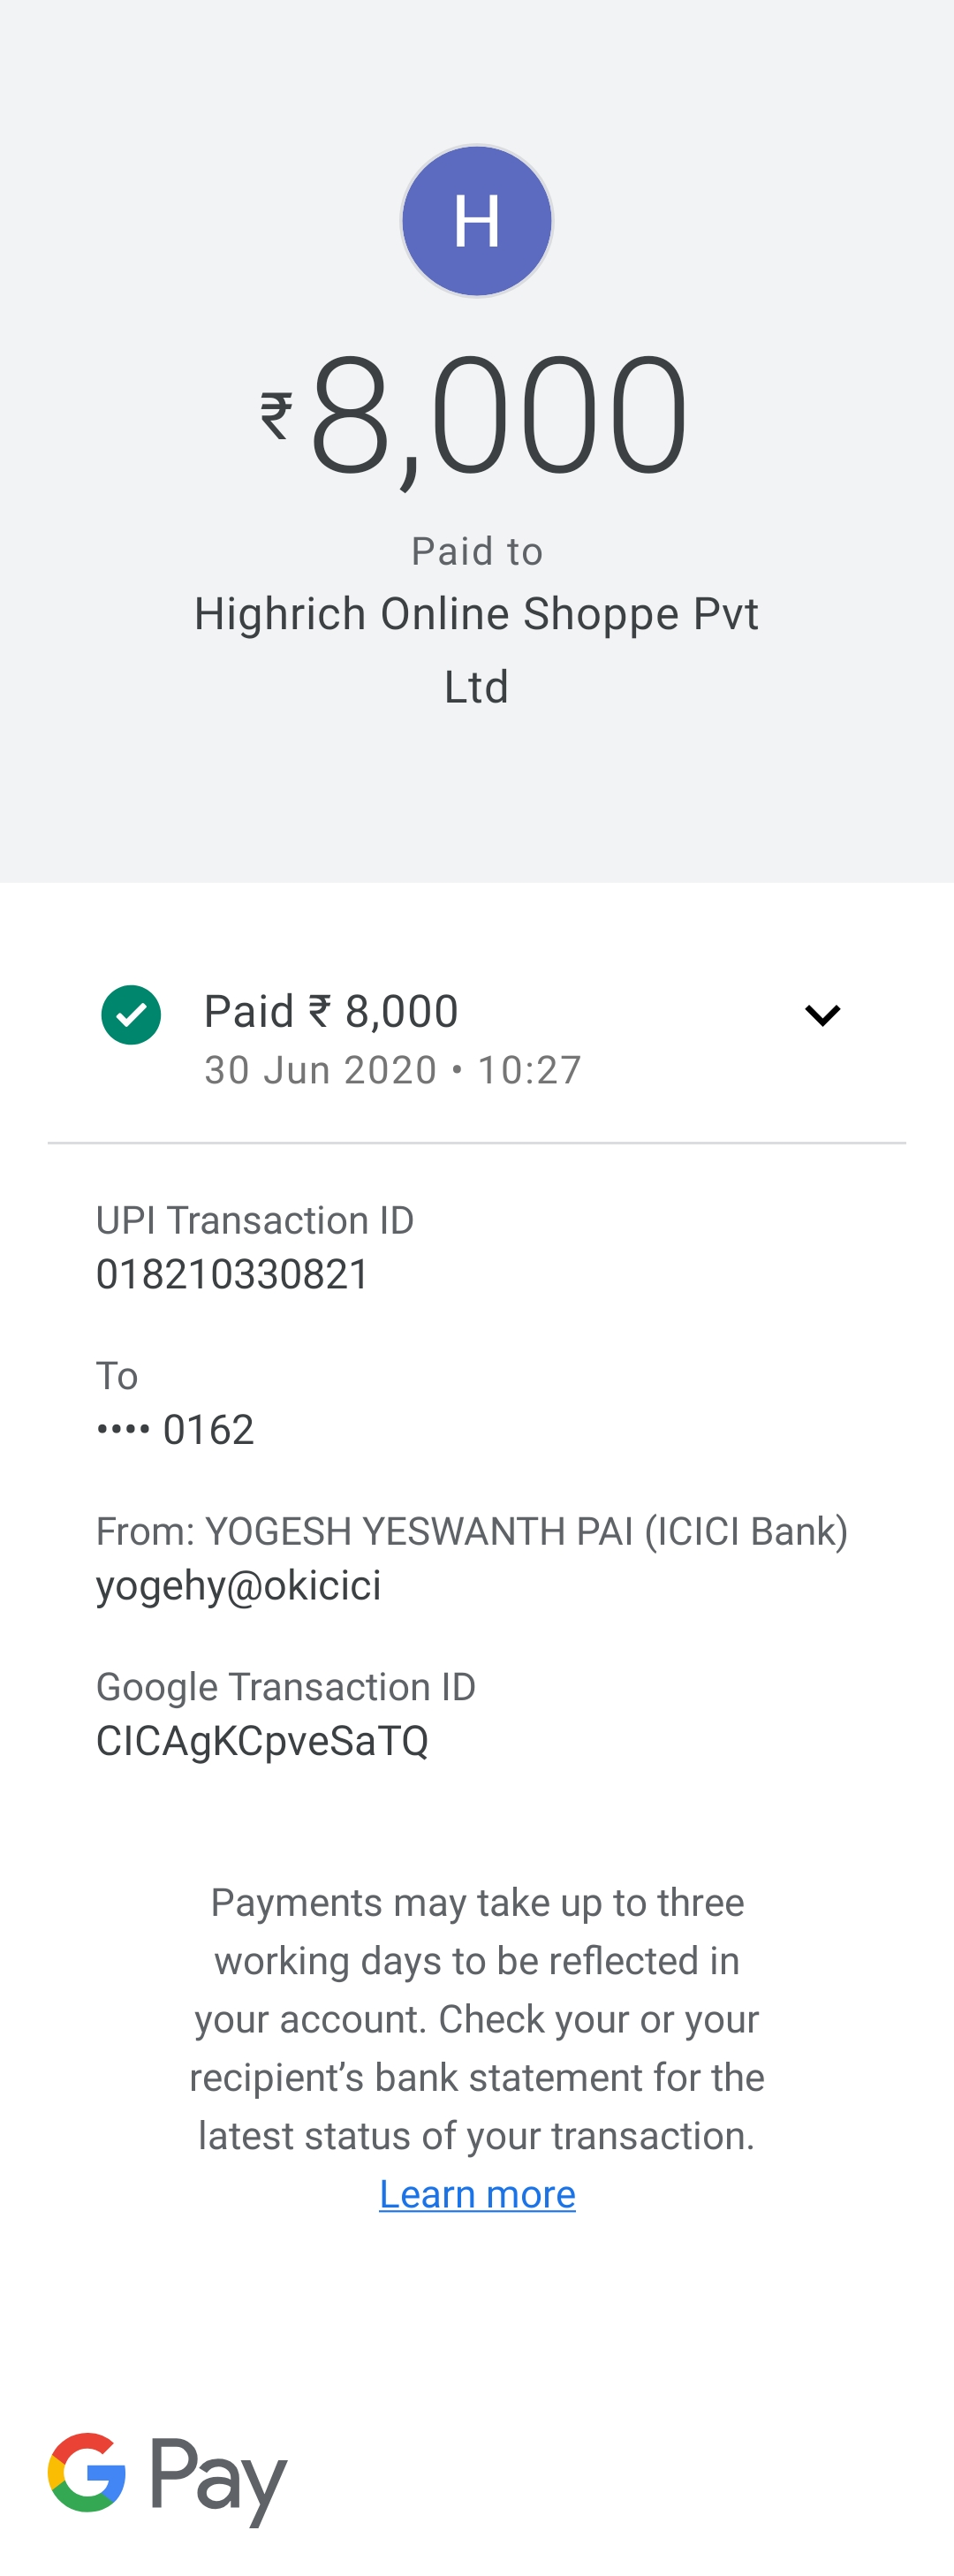 H
₹8,000
Paid to
Highrich Online Shoppe Pvt
Ltd
Paid ₹ 8,000
30 Jun 2020 • 10:27
UPI Transaction ID
018210330821
To
•••• 0162
From: YOGESH YESWANTH PAI (ICICI Bank)
yogehy@okicici
Google Transaction ID
CICAgKCpveSaTQ
Payments may take up to three
working days to be reflected in
your account. Check your or your
recipient’s bank statement for the
latest status of your transaction.
Learn more
G Pay